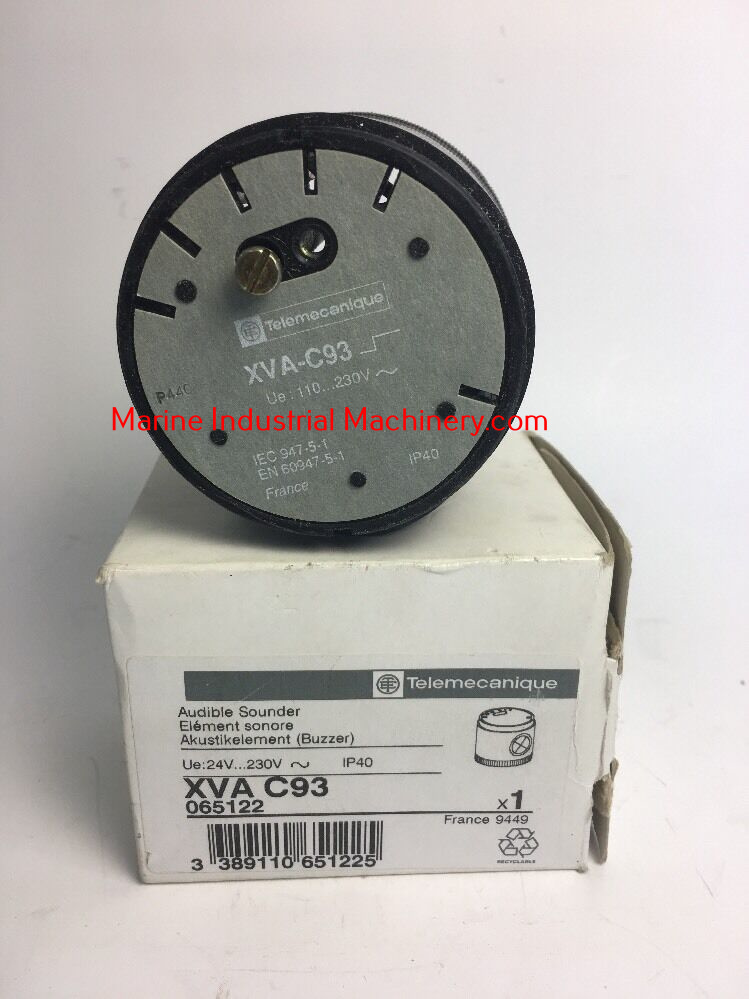 Telemecanique
XVA-C93
Ue : 110...230V ~
P440
Marine Industrial Machinery.com
IEC 947-5-1
EN 60947-5-1
IP40
France
Telemecanique
Audible Sounder
Elément sonore
Akustikelement (Buzzer)
Ue:24V...230V ~ IP40
XVA C93
065122
x1
France 9449
3 389110 651225
RECYCLABLE